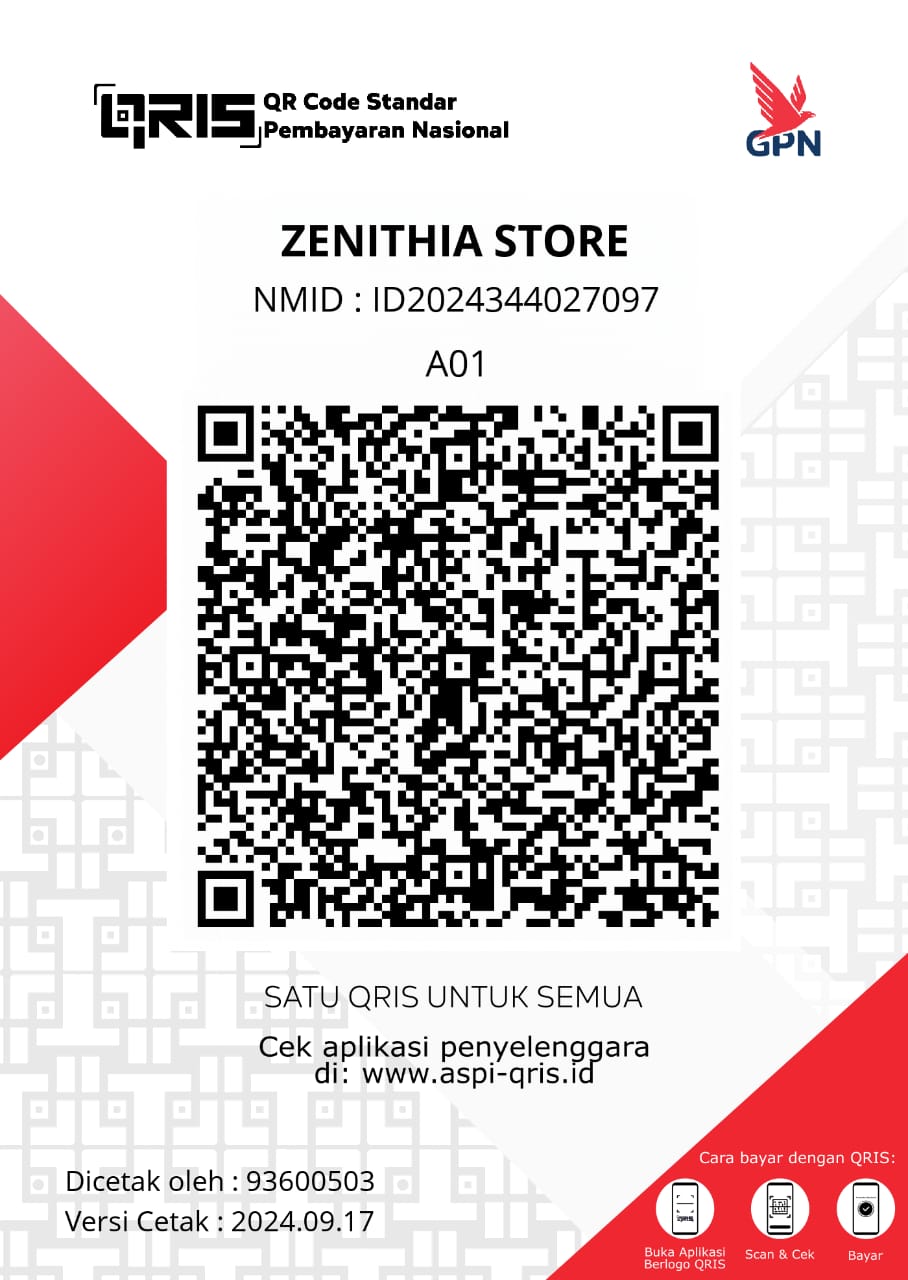 QRIS QR Code Standar
Pembayaran Nasional
GPN
ZENITHIA STORE
NMID : ID2024344027097
A01
SATU QRIS UNTUK SEMUA
Cek aplikasi penyelenggara
di: www.aspi-qris.id
Dicetak oleh : 93600503
Versi Cetak : 2024.09.17
Cara bayar dengan QRIS:
Buka Aplikasi
Berlogo QRIS
Scan & Cek
Bayar